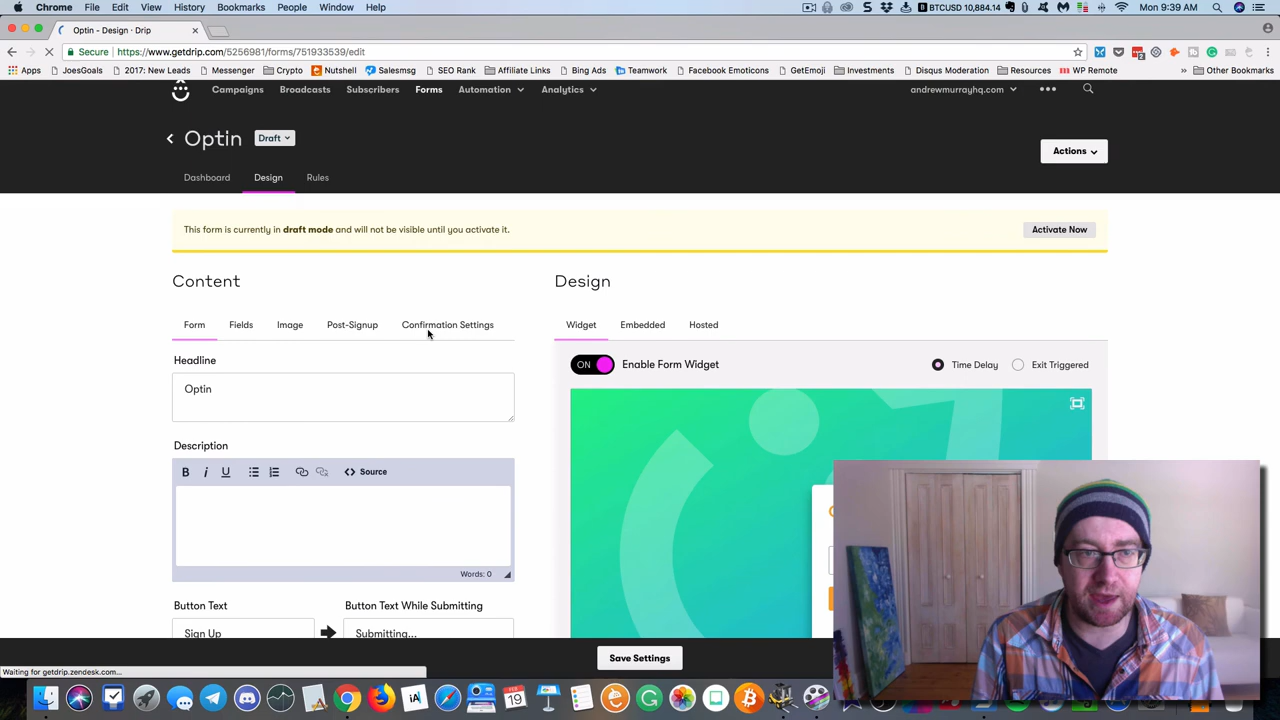 Chrome File Edit View History Bookmarks People Window Help BTCUSD 10,884.14 Mon 9:39 AM
Optin - Design · Drip
Secure https://www.getdrip.com/5256981/forms/751933539/edit
Apps JoesGoals 2017: New Leads Messenger Crypto Nutshell Salesmsg SEO Rank Affiliate Links Bing Ads Teamwork Facebook Emoticons GetEmoji Investments Disqus Moderation Resources WP Remote » Other Bookmarks
Campaigns Broadcasts Subscribers Forms Automation Analytics andrewmurrayhq.com
Optin Draft
Actions
Dashboard Design Rules
This form is currently in draft mode and will not be visible until you activate it. Activate Now
Content Design
Form Fields Image Post-Signup Confirmation Settings Widget Embedded Hosted
Headline ON Enable Form Widget Time Delay Exit Triggered
Optin
Description
B i U Source
Words: 0
Button Text Button Text While Submitting
Sign Up Submitting...
Save Settings
Waiting for getdrip.zendesk.com...
FEB
19